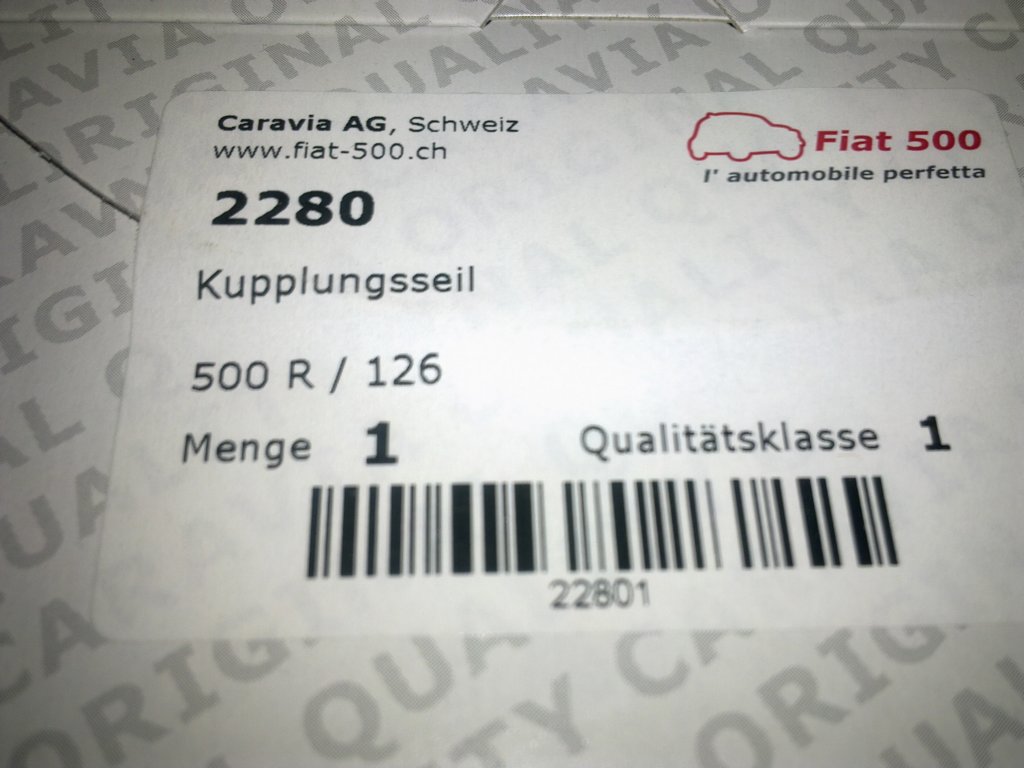 Caravia AG, Schweiz
www.fiat-500.ch
Fiat 500
l' automobile perfetta
2280
Kupplungsseil
500 R / 126
Menge 1 Qualitätsklasse 1
22801